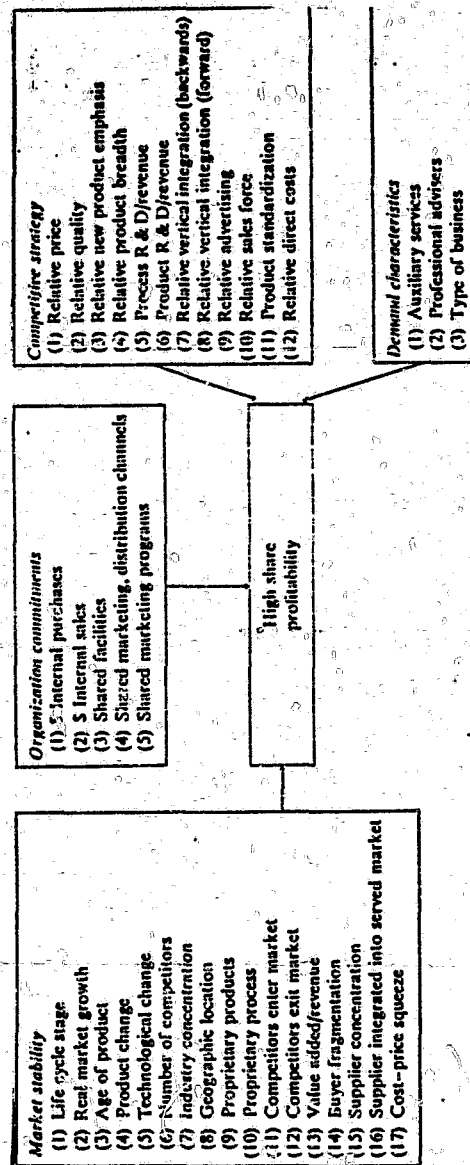 Market stability
(1) Life cycle stage
(2) Real market growth
(3) Age of product
(4) Product change
(5) Technological change
(6) Number of competitors
(7) Industry concentration
(8) Geographic location
(9) Proprietary products
(10) Proprietary process
(11) Competitors enter market
(12) Competitors exit market
(13) Value added/revenue
(14) Buyer fragmentation
(15) Supplier concentration
(16) Supplier integrated into served market
(17) Cost-price squeeze
Organization commitments
(1) $ Internal purchases
(2) $ Internal sales
(3) Shared facilities
(4) Shared marketing, distribution channels
(5) Shared marketing programs
High share
profitability
Competitive strategy
(1) Relative price
(2) Relative quality
(3) Relative new product emphasis
(4) Relative product breadth
(5) Process R & D/revenue
(6) Product R & D/revenue
(7) Relative vertical integration (backwards)
(8) Relative vertical integration (forward)
(9) Relative advertising
(10) Relative sales force
(11) Product standardization
(12) Relative direct costs
Demand characteristics
(1) Auxiliary services
(2) Professional advisers
(3) Type of business